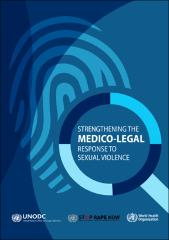 STRENGTHENING THE
MEDICO-LEGAL
RESPONSE TO
SEXUAL VIOLENCE
UNODC
STOP RAPE NOW
World Health
Organization